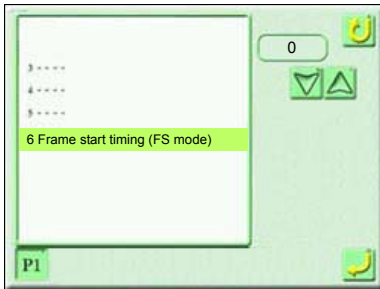 0
3 ----
4 ----
5 ----
6 Frame start timing (FS mode)
P1